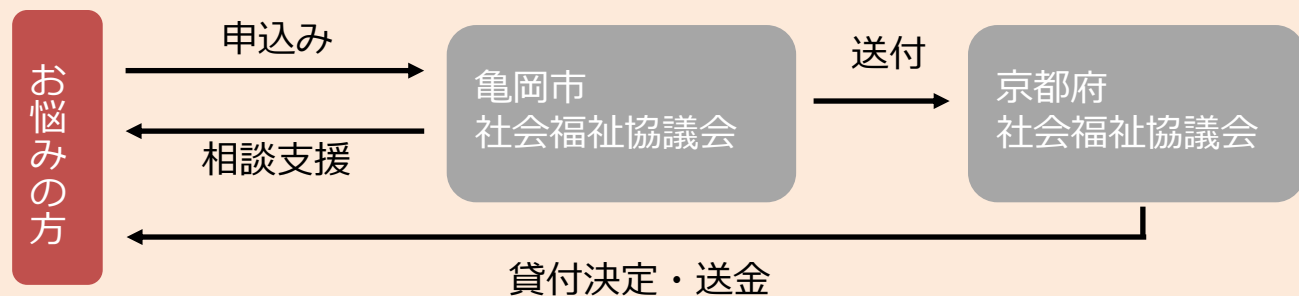 お悩みの方
申込み
相談支援
亀岡市
社会福祉協議会
送付
京都府
社会福祉協議会
貸付決定・送金